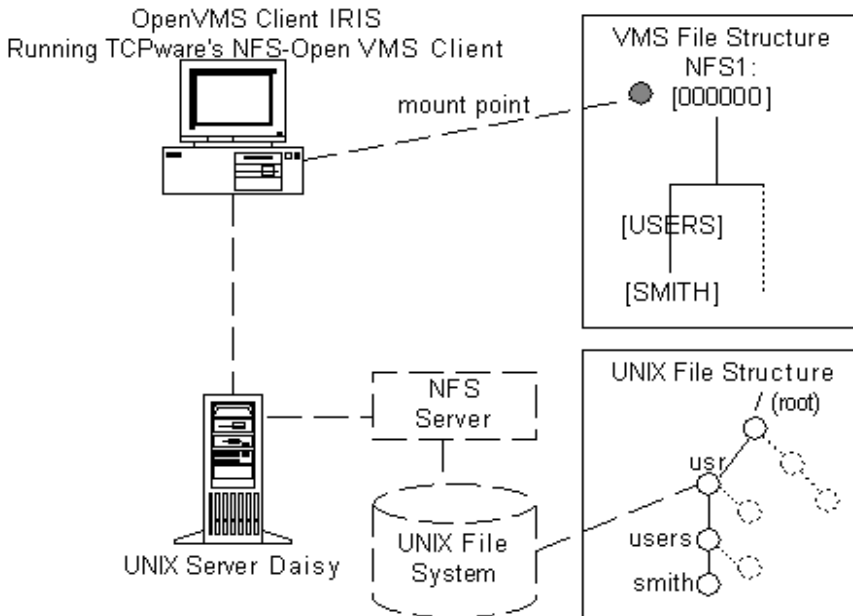 OpenVMS Client IRIS
Running TCPware's NFS-Open VMS Client
mount point
VMS File Structure
NFS1:
[000000]
[USERS]
[SMITH]
NFS
Server
UNIX File
System
UNIX Server Daisy
UNIX File Structure
/ (root)
usr
users
smith